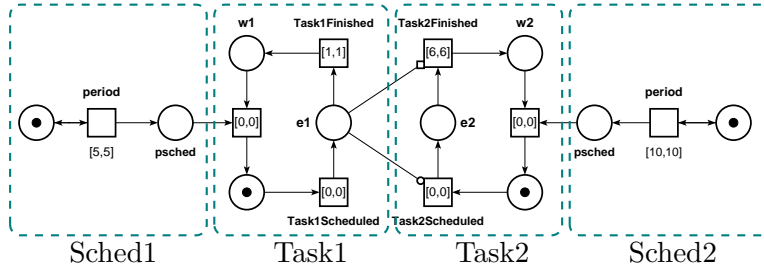 w1 Task1Finished Task2Finished w2
[1,1] [6,6]
period period
[0,0] e1 e2 [0,0]
[5,5] psched psched [10,10]
[0,0] [0,0]
Task1Scheduled Task2Scheduled
Sched1 Task1 Task2 Sched2